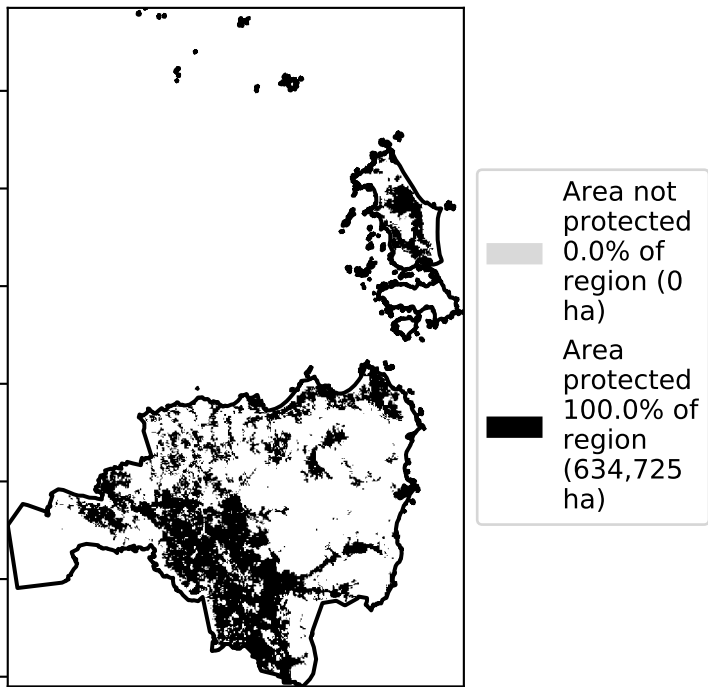 Area not
protected
0.0% of
region (0
ha)
Area
protected
100.0% of
region
(634,725
ha)